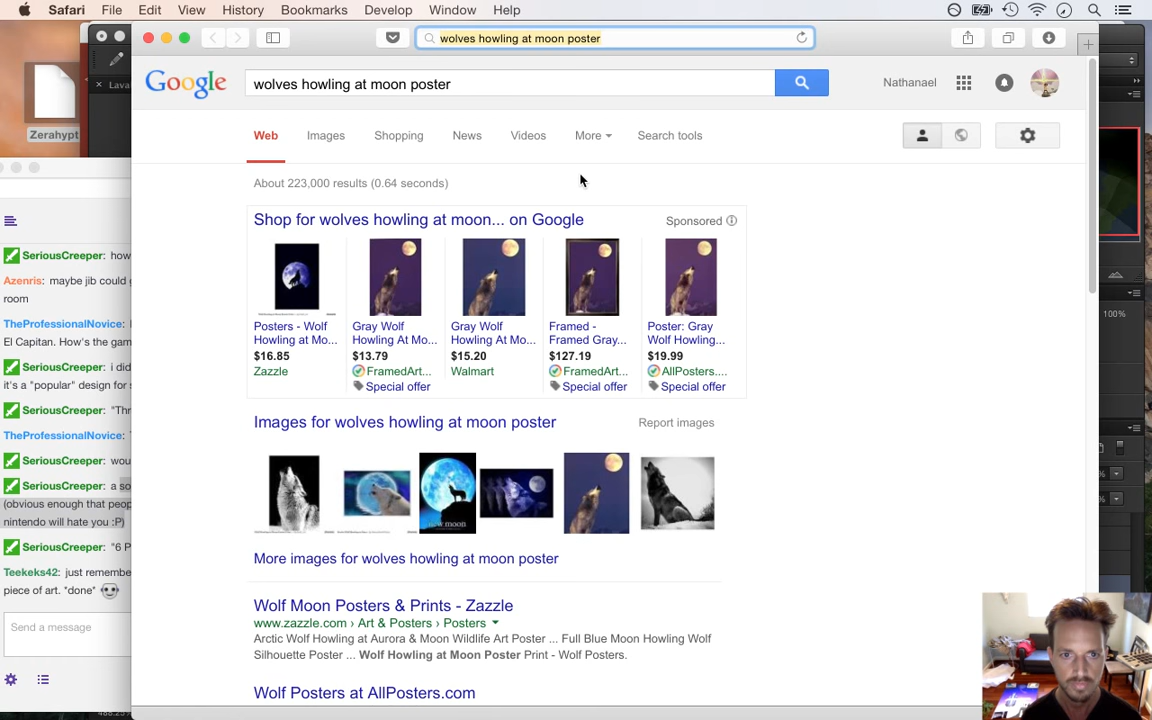 Safari File Edit View History Bookmarks Develop Window Help
wolves howling at moon poster
Google
wolves howling at moon poster
Nathanael
Web Images Shopping News Videos More Search tools
About 223,000 results (0.64 seconds)
Shop for wolves howling at moon... on Google
Sponsored
Posters - Wolf
Howling at Mo...
$16.85
Zazzle
Gray Wolf
Howling At Mo...
$13.79
FramedArt...
Special offer
Gray Wolf
Howling At Mo...
$15.20
Walmart
Framed -
Framed Gray...
$127.19
FramedArt...
Special offer
Poster: Gray
Wolf Howling...
$19.99
AllPosters....
Special offer
Images for wolves howling at moon poster
Report images
More images for wolves howling at moon poster
Wolf Moon Posters & Prints - Zazzle
www.zazzle.com › Art & Posters › Posters
Arctic Wolf Howling at Aurora & Moon Wildlife Art Poster ... Full Blue Moon Howling Wolf
Silhouette Poster ... Wolf Howling at Moon Poster Print - Wolf Posters.
Wolf Posters at AllPosters.com
Zerahypt
Lava
SeriousCreeper: how
Azenris: maybe jib could
room
TheProfessionalNovice:
El Capitan. How's the gam
SeriousCreeper: i did
it's a "popular" design for
SeriousCreeper: "Thr
TheProfessionalNovice:
SeriousCreeper: wou
SeriousCreeper: a so
(obvious enough that peop
nintendo will hate you :P)
SeriousCreeper: "6 P
Teekeks42: just remembe
piece of art. *done*
Send a message
100%